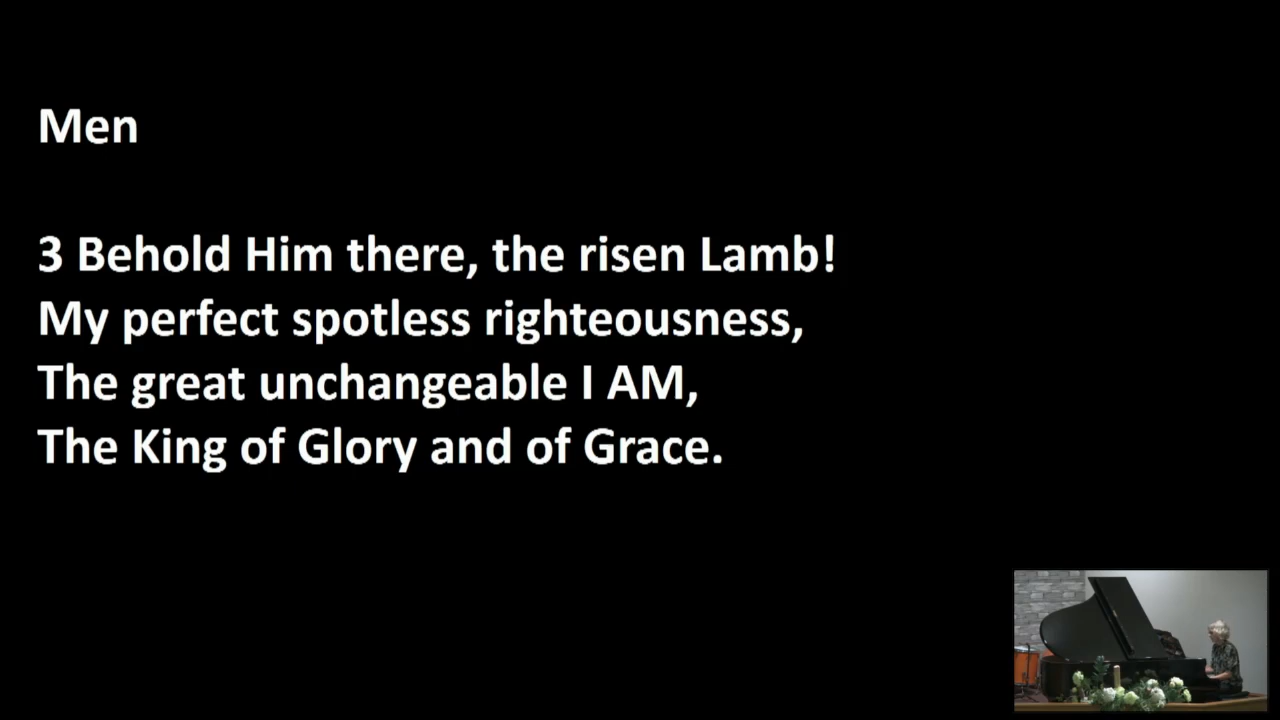 Men
3 Behold Him there, the risen Lamb!
My perfect spotless righteousness,
The great unchangeable I AM,
The King of Glory and of Grace.